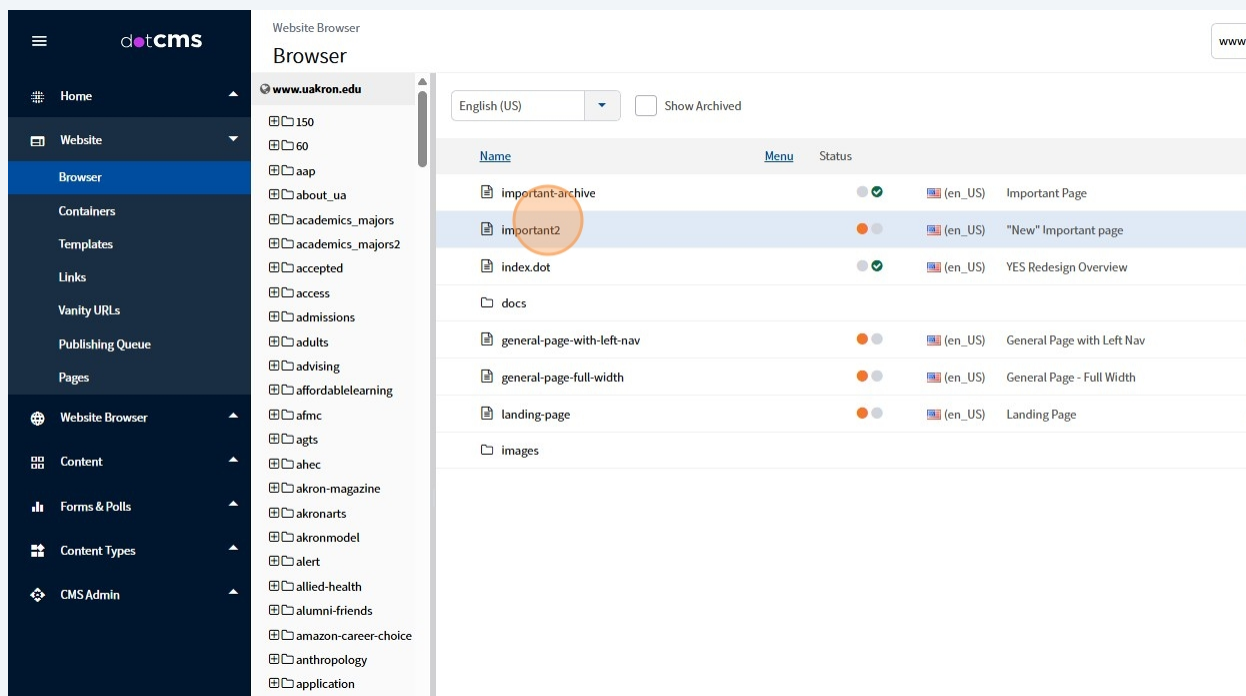 dotCMS
Home
Website
Browser
Containers
Templates
Links
Vanity URLs
Publishing Queue
Pages
Website Browser
Content
Forms & Polls
Content Types
CMS Admin
Website Browser
Browser
www
www.uakron.edu
150
60
aap
about_ua
academics_majors
academics_majors2
accepted
access
admissions
adults
advising
affordablelearning
afmc
agts
ahec
akron-magazine
akronarts
akronmodel
alert
allied-health
alumni-friends
amazon-career-choice
anthropology
application
English (US)
Show Archived
Name Menu Status
important-archive (en_US) Important Page
important2 (en_US) "New" Important page
index.dot (en_US) YES Redesign Overview
docs
general-page-with-left-nav (en_US) General Page with Left Nav
general-page-full-width (en_US) General Page - Full Width
landing-page (en_US) Landing Page
images